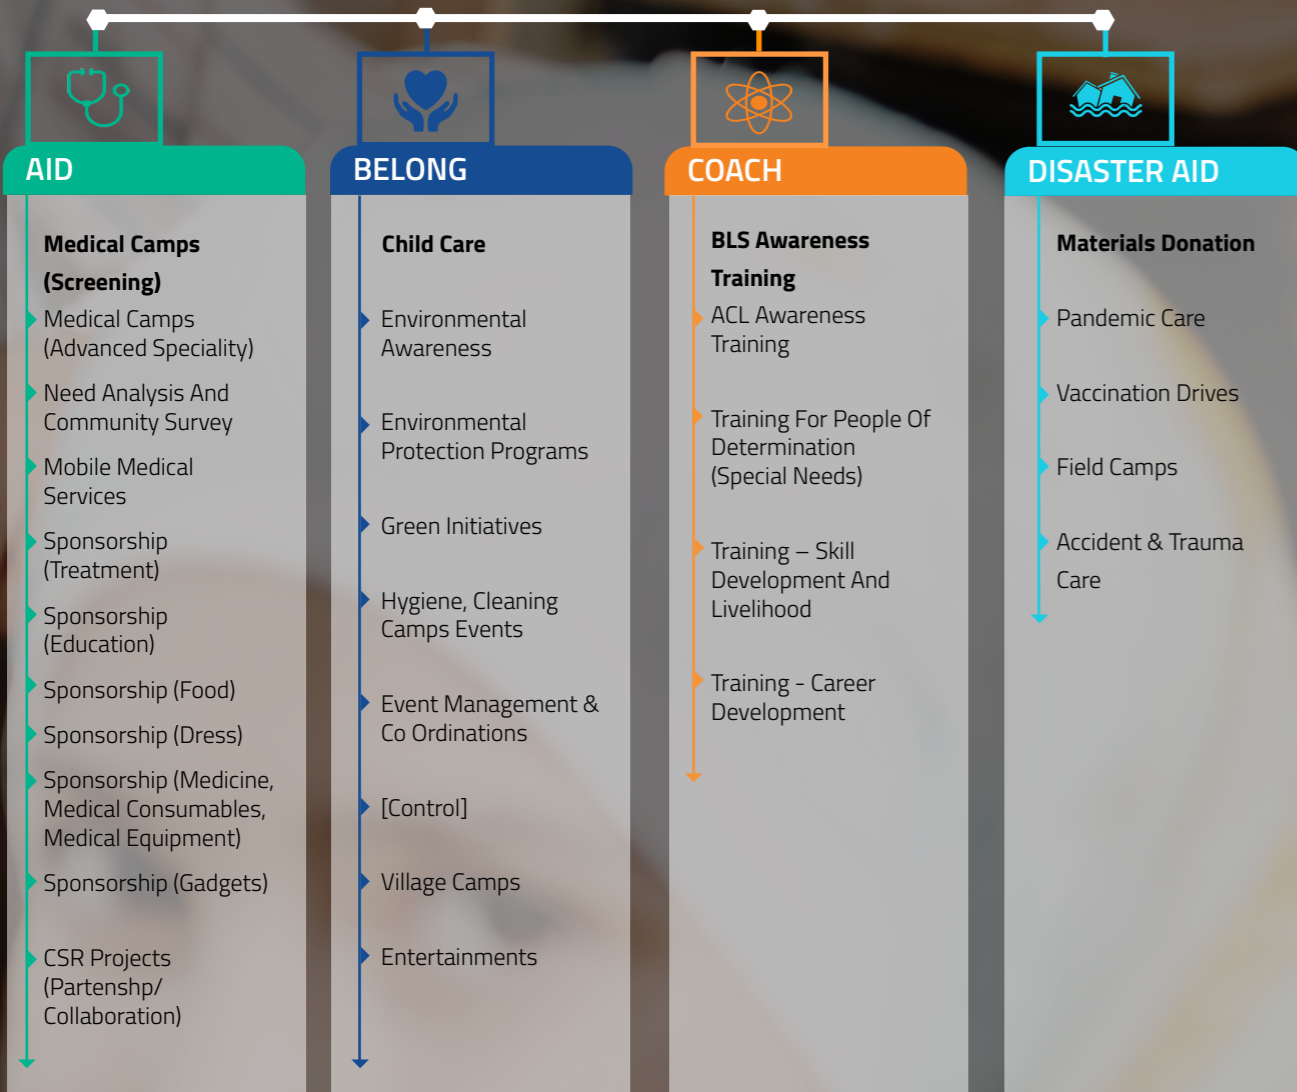 AID
Medical Camps
(Screening)
Medical Camps
(Advanced Speciality)
Need Analysis And
Community Survey
Mobile Medical
Services
Sponsorship
(Treatment)
Sponsorship
(Education)
Sponsorship (Food)
Sponsorship (Dress)
Sponsorship (Medicine,
Medical Consumables,
Medical Equipment)
Sponsorship (Gadgets)
CSR Projects
(Partenshp/
Collaboration)
BELONG
Child Care
Environmental
Awareness
Environmental
Protection Programs
Green Initiatives
Hygiene, Cleaning
Camps Events
Event Management &
Co Ordinations
[Control]
Village Camps
Entertainments
COACH
BLS Awareness
Training
ACL Awareness
Training
Training For People Of
Determination
(Special Needs)
Training – Skill
Development And
Livelihood
Training - Career
Development
DISASTER AID
Materials Donation
Pandemic Care
Vaccination Drives
Field Camps
Accident & Trauma
Care